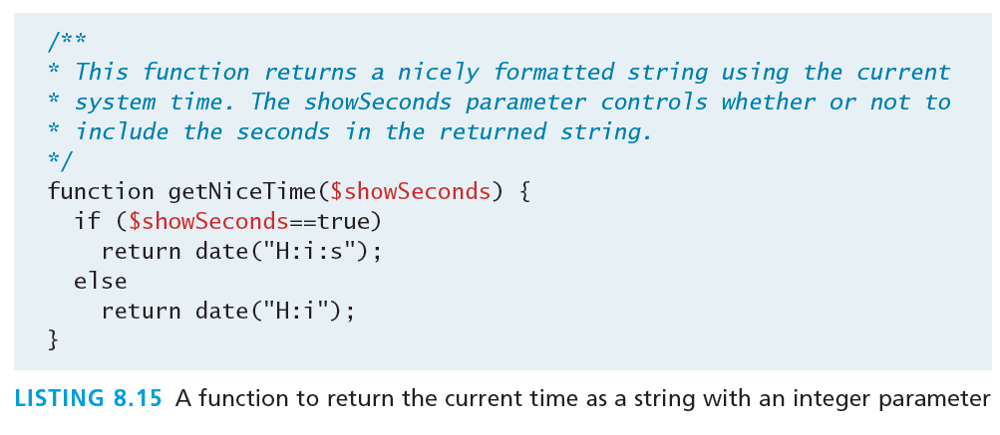 /**
* This function returns a nicely formatted string using the current
* system time. The showSeconds parameter controls whether or not to
* include the seconds in the returned string.
*/
function getNiceTime($showSeconds) {
  if ($showSeconds==true)
    return date("H:i:s");
  else
    return date("H:i");
}
LISTING 8.15 A function to return the current time as a string with an integer parameter